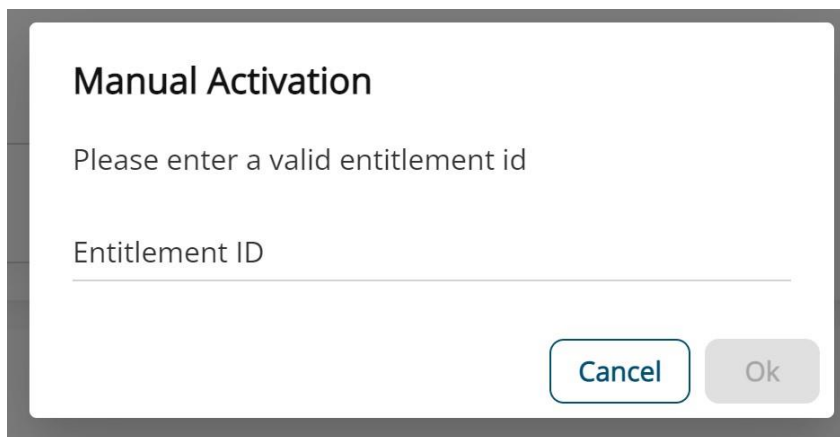 Manual Activation
Please enter a valid entitlement id
Entitlement ID
Cancel Ok